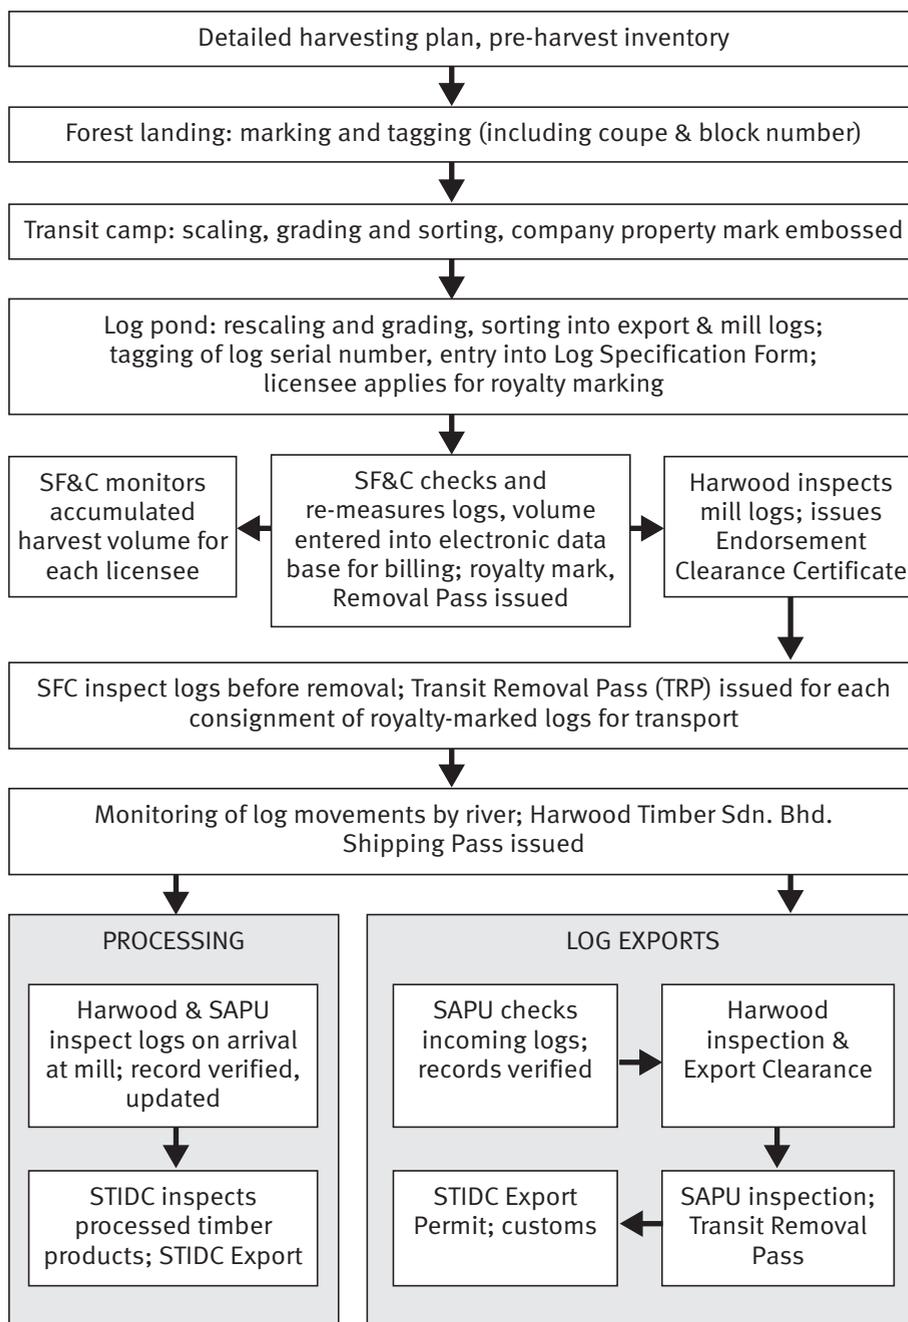 Detailed harvesting plan, pre-harvest inventory
Forest landing: marking and tagging (including coupe & block number)
Transit camp: scaling, grading and sorting, company property mark embossed
Log pond: rescaling and grading, sorting into export & mill logs;
tagging of log serial number, entry into Log Specification Form;
licensee applies for royalty marking
SF&C monitors
accumulated
harvest volume for
each licensee
SF&C checks and
re-measures logs, volume
entered into electronic data
base for billing; royalty mark,
Removal Pass issued
Harwood inspects
mill logs; issues
Endorsement
Clearance Certificate
SFC inspect logs before removal; Transit Removal Pass (TRP) issued for each
consignment of royalty-marked logs for transport
Monitoring of log movements by river; Harwood Timber Sdn. Bhd.
Shipping Pass issued
PROCESSING
Harwood & SAPU
inspect logs on arrival
at mill; record verified,
updated
STIDC inspects
processed timber
products; STIDC Export
LOG EXPORTS
SAPU checks
incoming logs;
records verified
Harwood
inspection &
Export Clearance
SAPU inspection;
Transit Removal
Pass
STIDC Export
Permit; customs